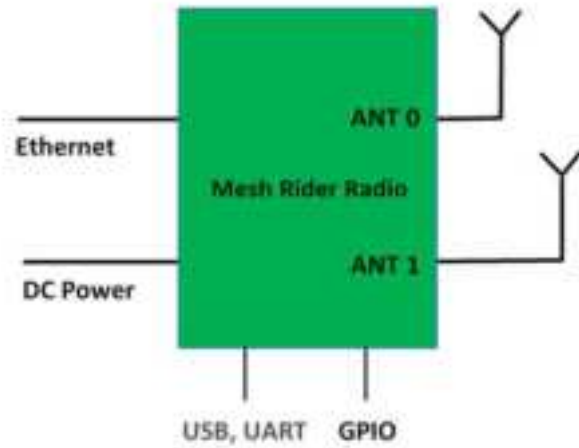 ANT 0
Ethernet
Mesh Rider Radio
ANT 1
DC Power
USB, UART
GPIO